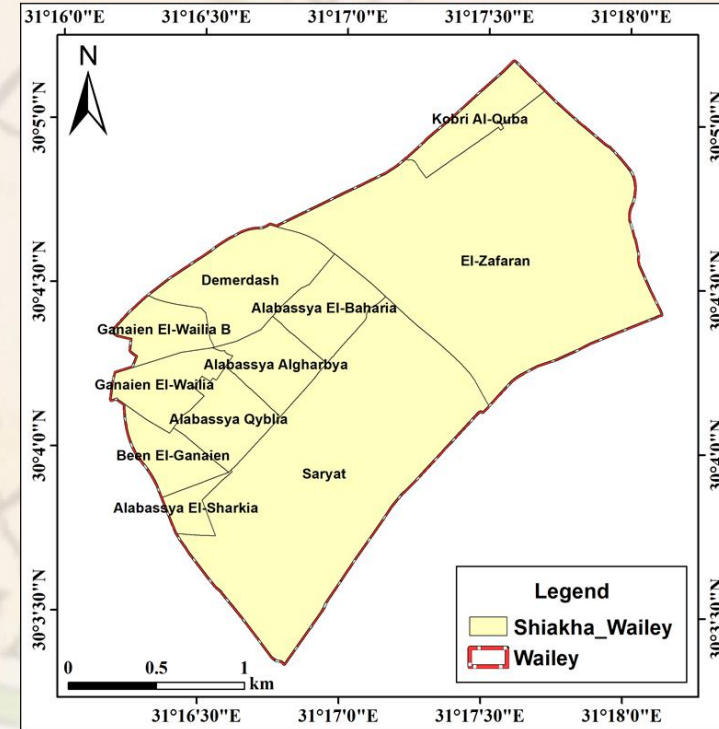 31°16'0"E 31°16'30"E 31°17'0"E 31°17'30"E 31°18'0"E
N
30°5'0"N
30°4'30"N
30°4'0"N
30°3'30"N
30°5'0"N
30°4'30"N
30°4'0"N
30°3'30"N
Kobri Al-Quba
El-Zafaran
Demerdash
Alabassya El-Baharia
Ganaien El-Wailia B
Alabassya Algharbya
Ganaien El-Wailia
Alabassya Qyblia
Been El-Ganaien
Saryat
Alabassya El-Sharkia
Legend
Shiakha_Wailey
Wailey
0 0.5 1
km
31°16'30"E 31°17'0"E 31°17'30"E 31°18'0"E